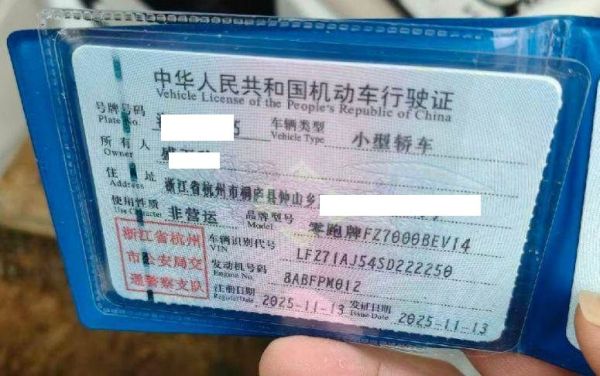 中华人民共和国机动车行驶证
Vehicle License of the People's Republic of China
号牌号码 5 车辆类型 小型轿车
Plate No. Vehicle Type
所有人
Owner
住址 浙江省杭州市桐庐县钟山乡
Address
使用性质 非营运 品牌型号 零跑牌FZ7000BEV14
Use Character Model
浙江省杭州
市公安局交
通警察支队
车辆识别代号 LFZ71AJ54SD222250
VIN
发动机号码 8ABFPM012
Engine No.
注册日期 2025-11-13 发证日期 2025-11-13
Register Date Issue Date